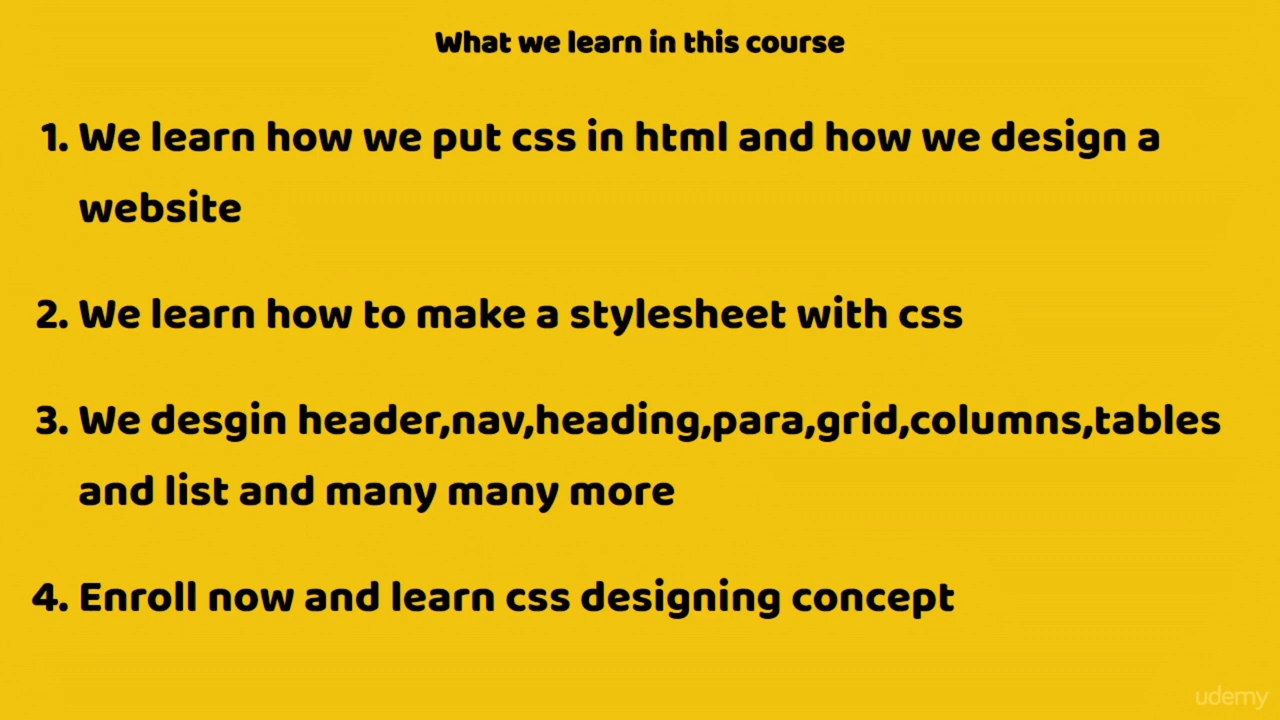 What we learn in this course
1. We learn how we put css in html and how we design a
website
2. We learn how to make a stylesheet with css
3. We desgin header,nav,heading,para,grid,columns,tables
and list and many many more
4. Enroll now and learn css designing concept
udemy